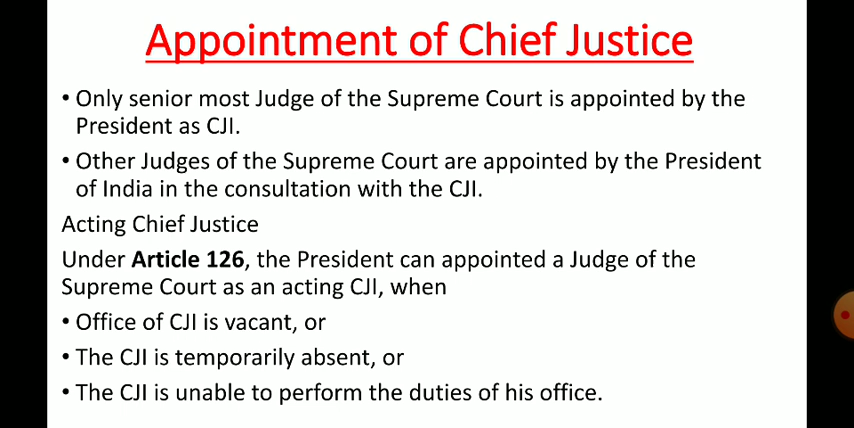 Appointment of Chief Justice
• Only senior most Judge of the Supreme Court is appointed by the
President as CJI.
• Other Judges of the Supreme Court are appointed by the President
of India in the consultation with the CJI.
Acting Chief Justice
Under Article 126, the President can appointed a Judge of the
Supreme Court as an acting CJI, when
• Office of CJI is vacant, or
• The CJI is temporarily absent, or
• The CJI is unable to perform the duties of his office.